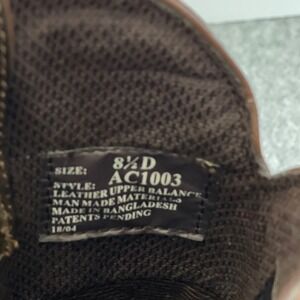 SIZE: 8½D
STYLE: AC1003
LEATHER UPPER BALANCE
MAN MADE MATERIALS
MADE IN BANGLADESH
PATENTS PENDING
18/04